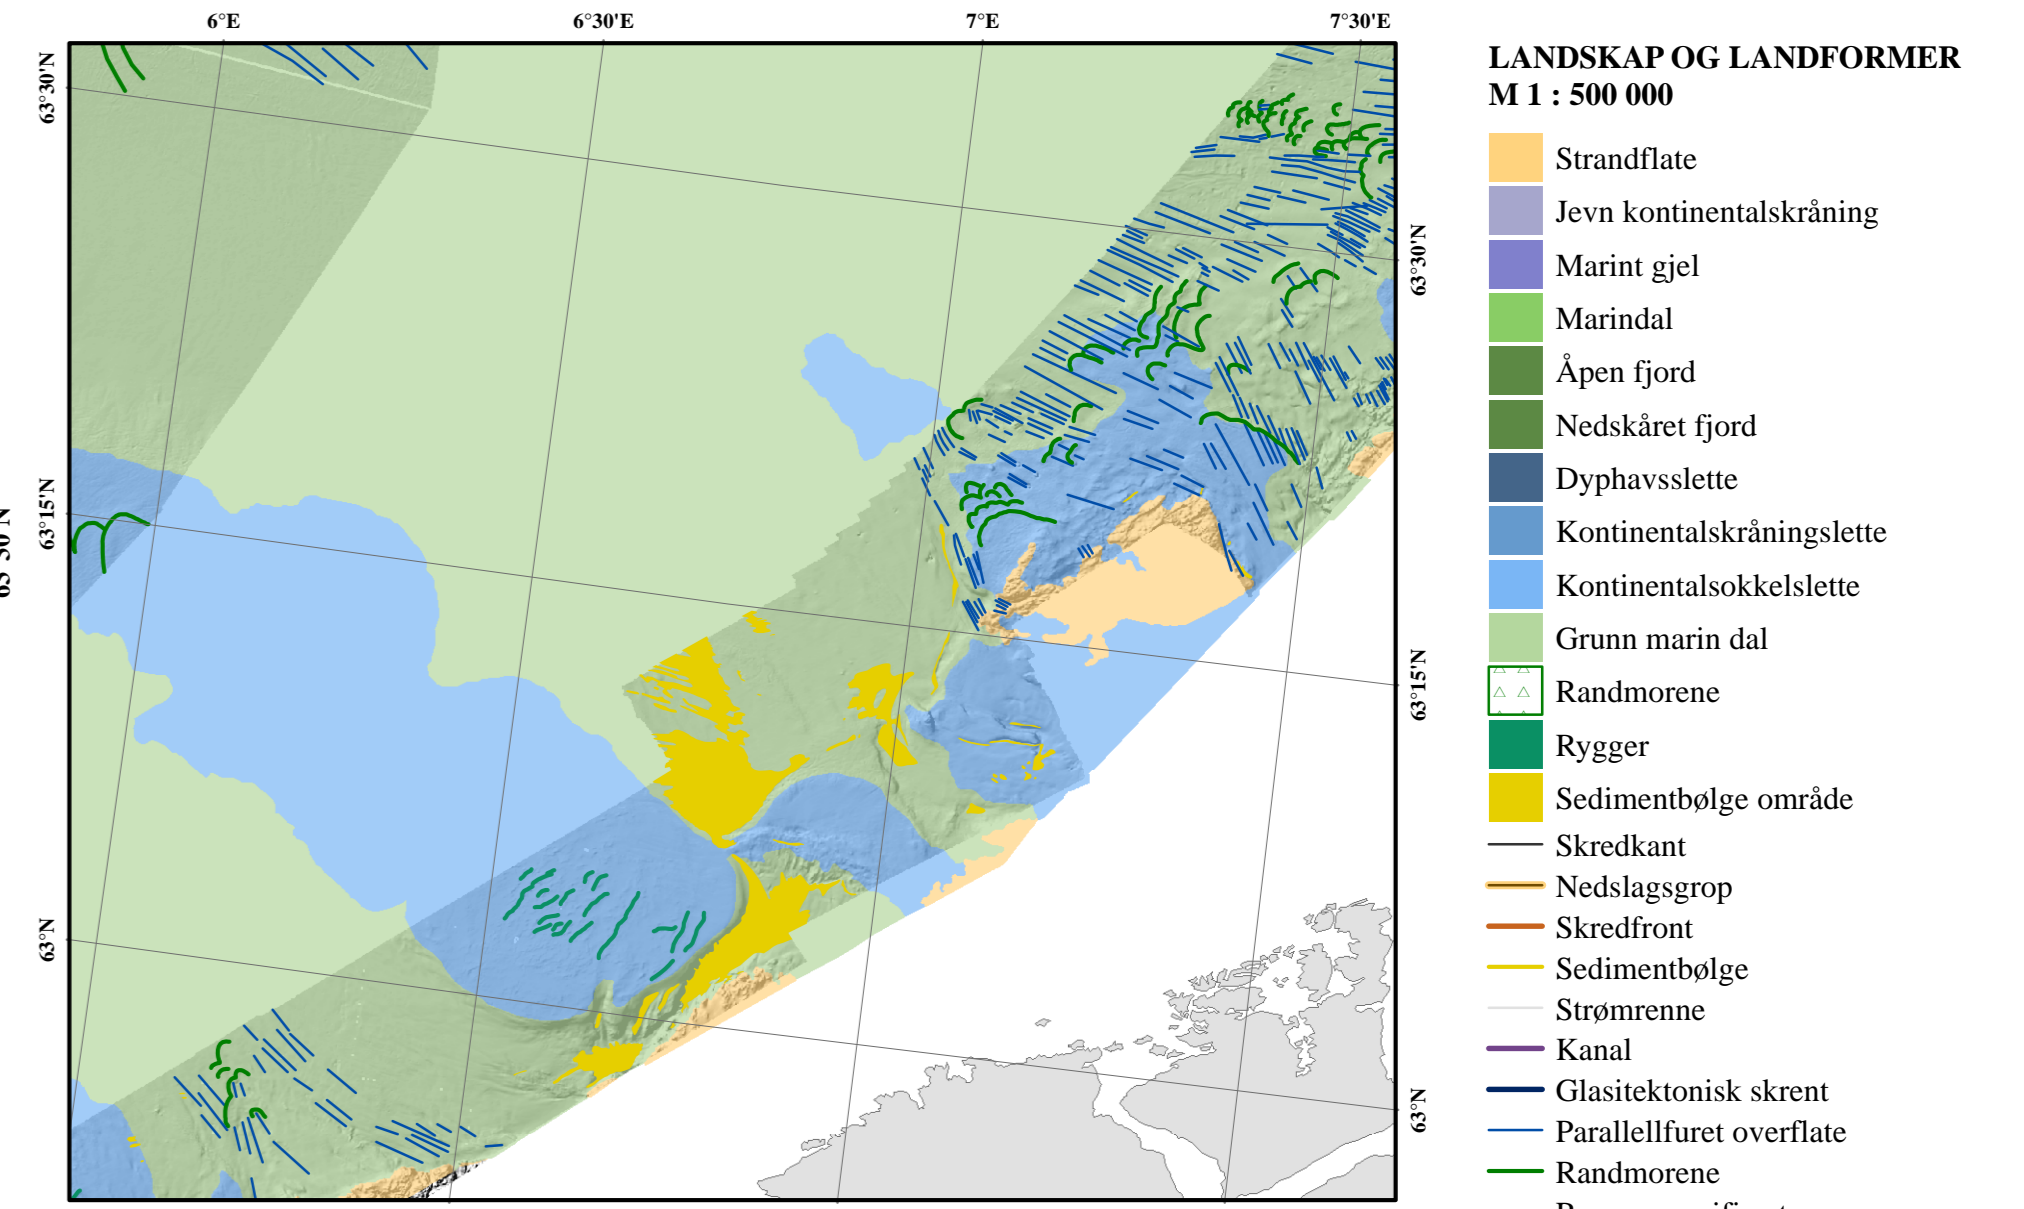 6°E
6°30'E
7°E
7°30'E
63°30'N
63°15'N
63°N
63°30'N
63°15'N
63°N
LANDSKAP OG LANDFORMER
M 1 : 500 000
Strandflate
Jevn kontinentalskråning
Marint gjel
Marindal
Åpen fjord
Nedskåret fjord
Dyphavsslette
Kontinentalskråningslette
Kontinentalsokkelslette
Grunn marin dal
Randmorene
Rygger
Sedimentbølge område
Skredkant
Nedslagsgrop
Skredfront
Sedimentbølge
Strømrenne
Kanal
Glasitektonisk skrent
Parallellfuret overflate
Randmorene